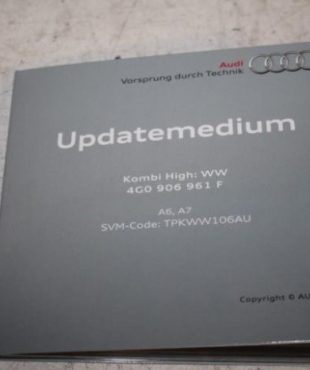 Audi
Vorsprung durch Technik
Updatemedium
Kombi High: WW
4G0 906 961 F
A6, A7
SVM-Code: TPKWW106AU
Copyright © AU